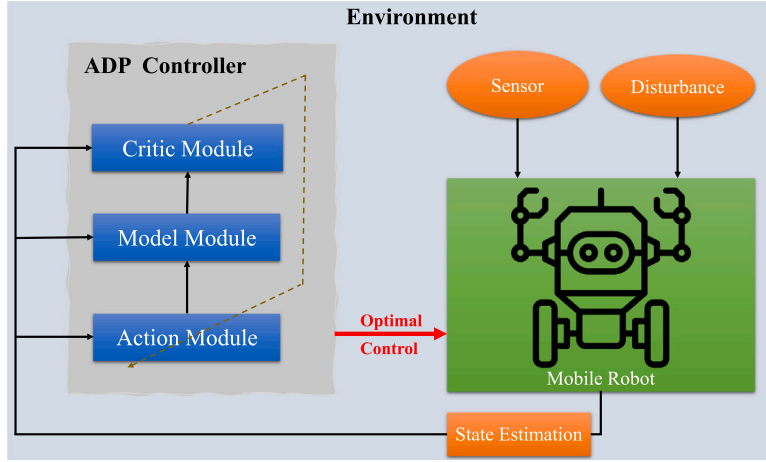 Environment
ADP Controller
Critic Module
Model Module
Action Module
Optimal
Control
Sensor
Disturbance
Mobile Robot
State Estimation